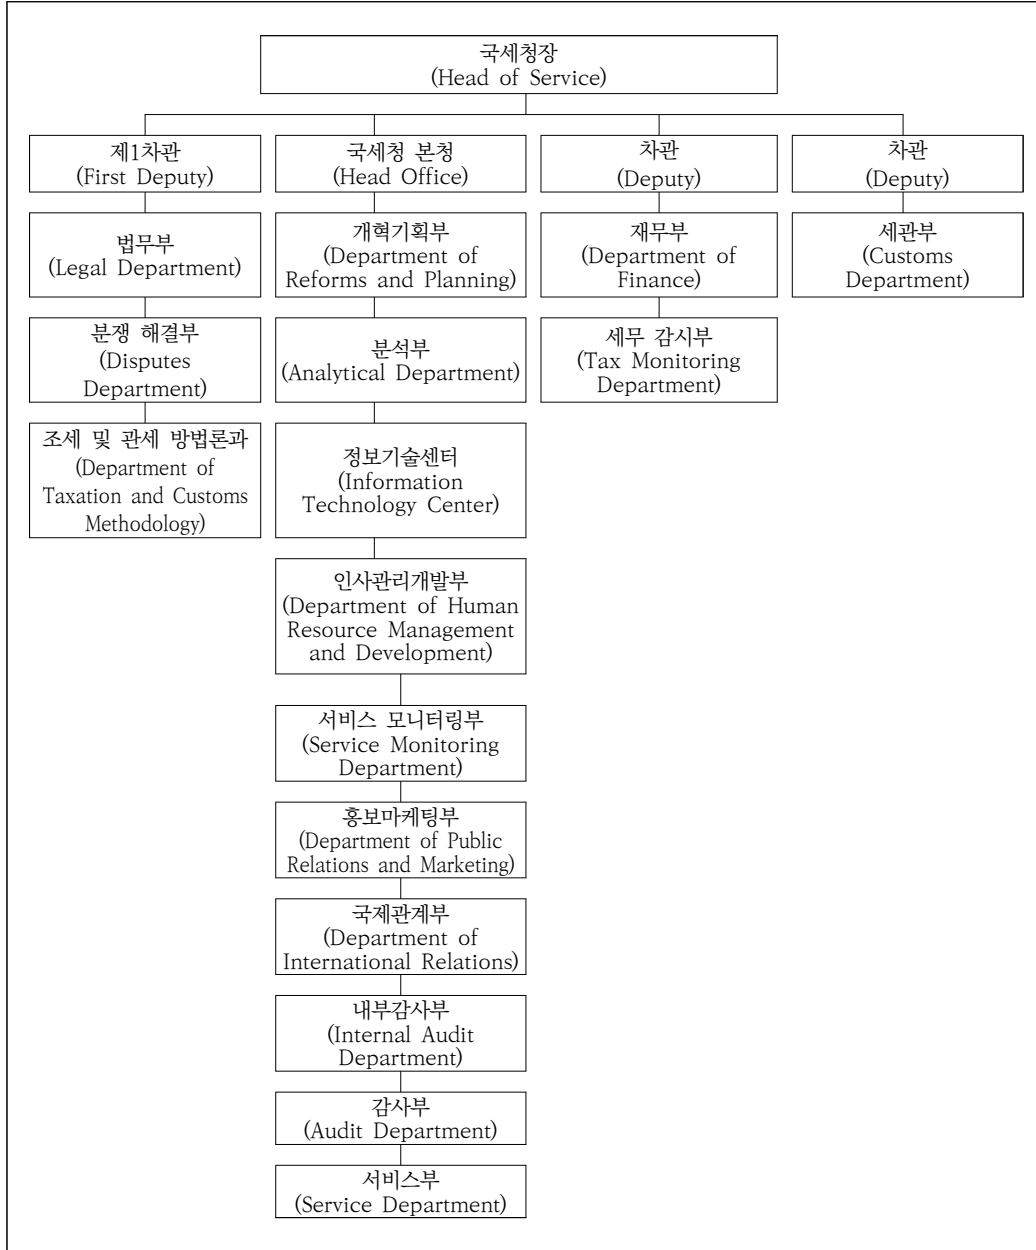 국세청장
(Head of Service)
제1차관
(First Deputy)
법무부
(Legal Department)
분쟁 해결부
(Disputes
Department)
조세 및 관세 방법론과
(Department of
Taxation and Customs
Methodology)
국세청 본청
(Head Office)
개혁기획부
(Department of
Reforms and Planning)
분석부
(Analytical Department)
정보기술센터
(Information
Technology Center)
인사관리개발부
(Department of Human
Resource Management
and Development)
서비스 모니터링부
(Service Monitoring
Department)
홍보마케팅부
(Department of Public
Relations and Marketing)
국제관계부
(Department of
International Relations)
내부감사부
(Internal Audit
Department)
감사부
(Audit Department)
서비스부
(Service Department)
차관
(Deputy)
재무부
(Department of
Finance)
세무 감시부
(Tax Monitoring
Department)
차관
(Deputy)
세관부
(Customs
Department)